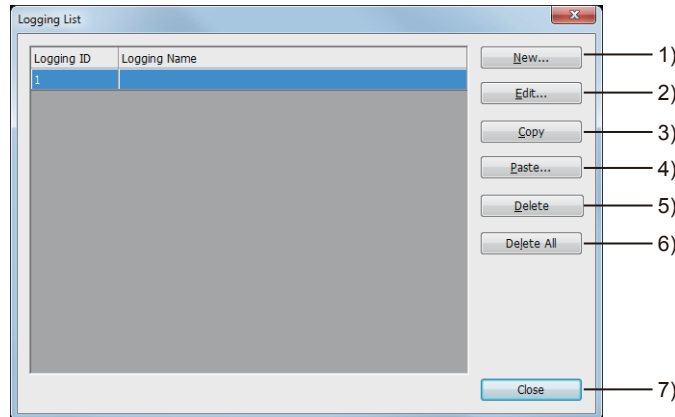 Logging List
Logging ID Logging Name
1
New... 1)
Edit... 2)
Copy 3)
Paste... 4)
Delete 5)
Delete All 6)
Close 7)